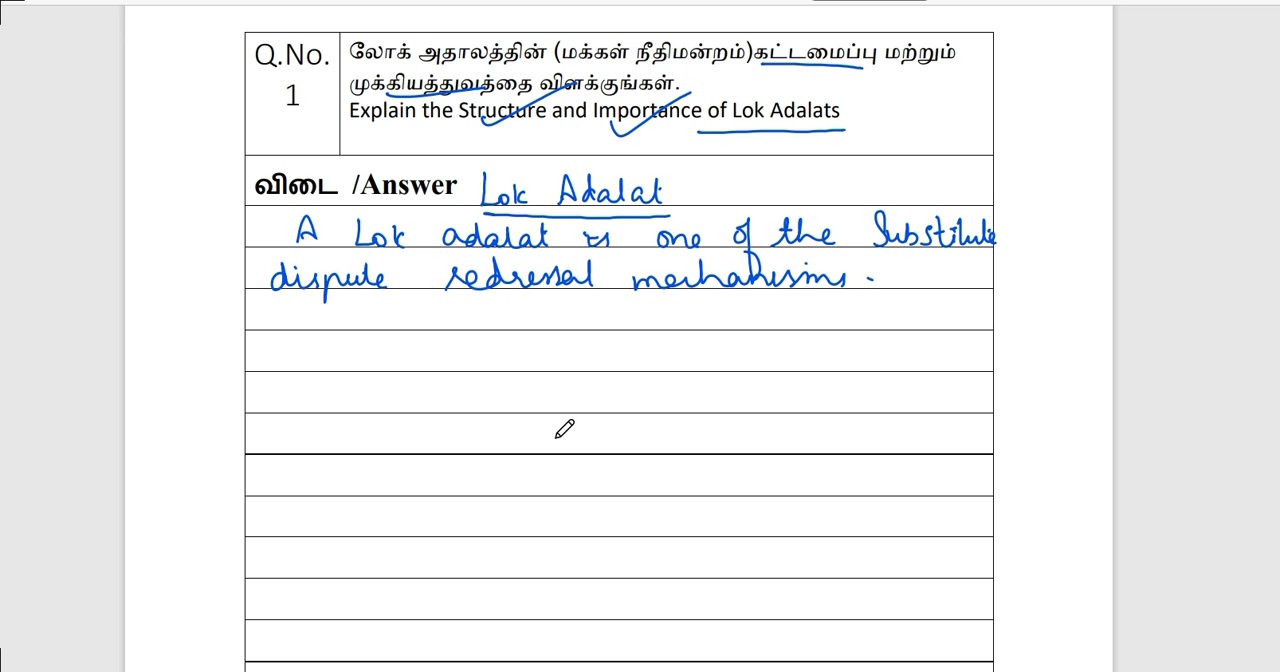 Q.No.
1
லோக் அதாலத்தின் (மக்கள் நீதிமன்றம்)கட்டமைப்பு மற்றும்
முக்கியத்துவத்தை விளக்குங்கள்.
Explain the Structure and Importance of Lok Adalats
விடை /Answer Lok Adalat
A Lok adalat is one of the Substitute
dispute redressal mechanisms.